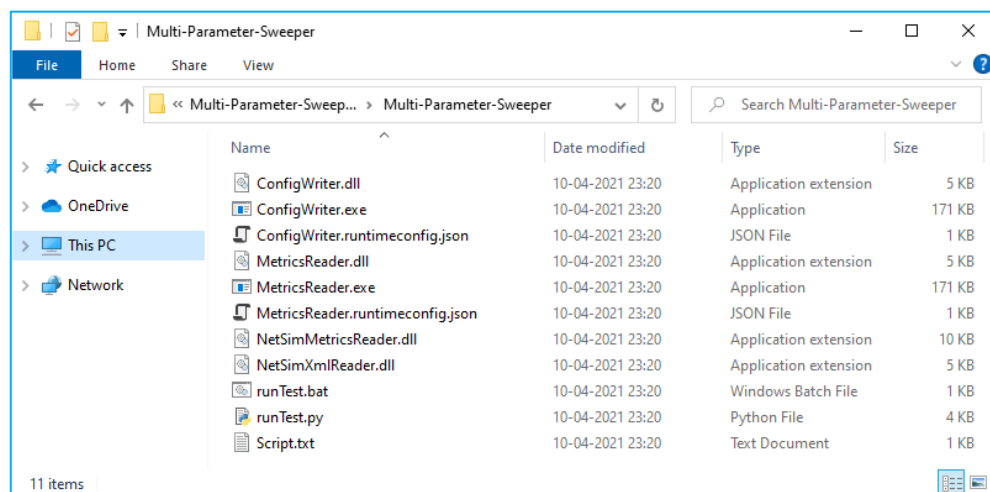 Multi-Parameter-Sweeper
File Home Share View
« Multi-Parameter-Sweep... › Multi-Parameter-Sweeper Search Multi-Parameter-Sweeper
Name Date modified Type Size
Quick access
OneDrive
This PC
Network
ConfigWriter.dll 10-04-2021 23:20 Application extension 5 KB
ConfigWriter.exe 10-04-2021 23:20 Application 171 KB
ConfigWriter.runtimeconfig.json 10-04-2021 23:20 JSON File 1 KB
MetricsReader.dll 10-04-2021 23:20 Application extension 5 KB
MetricsReader.exe 10-04-2021 23:20 Application 171 KB
MetricsReader.runtimeconfig.json 10-04-2021 23:20 JSON File 1 KB
NetSimMetricsReader.dll 10-04-2021 23:20 Application extension 10 KB
NetSimXmlReader.dll 10-04-2021 23:20 Application extension 5 KB
runTest.bat 10-04-2021 23:20 Windows Batch File 1 KB
runTest.py 10-04-2021 23:20 Python File 4 KB
Script.txt 10-04-2021 23:20 Text Document 1 KB
11 items